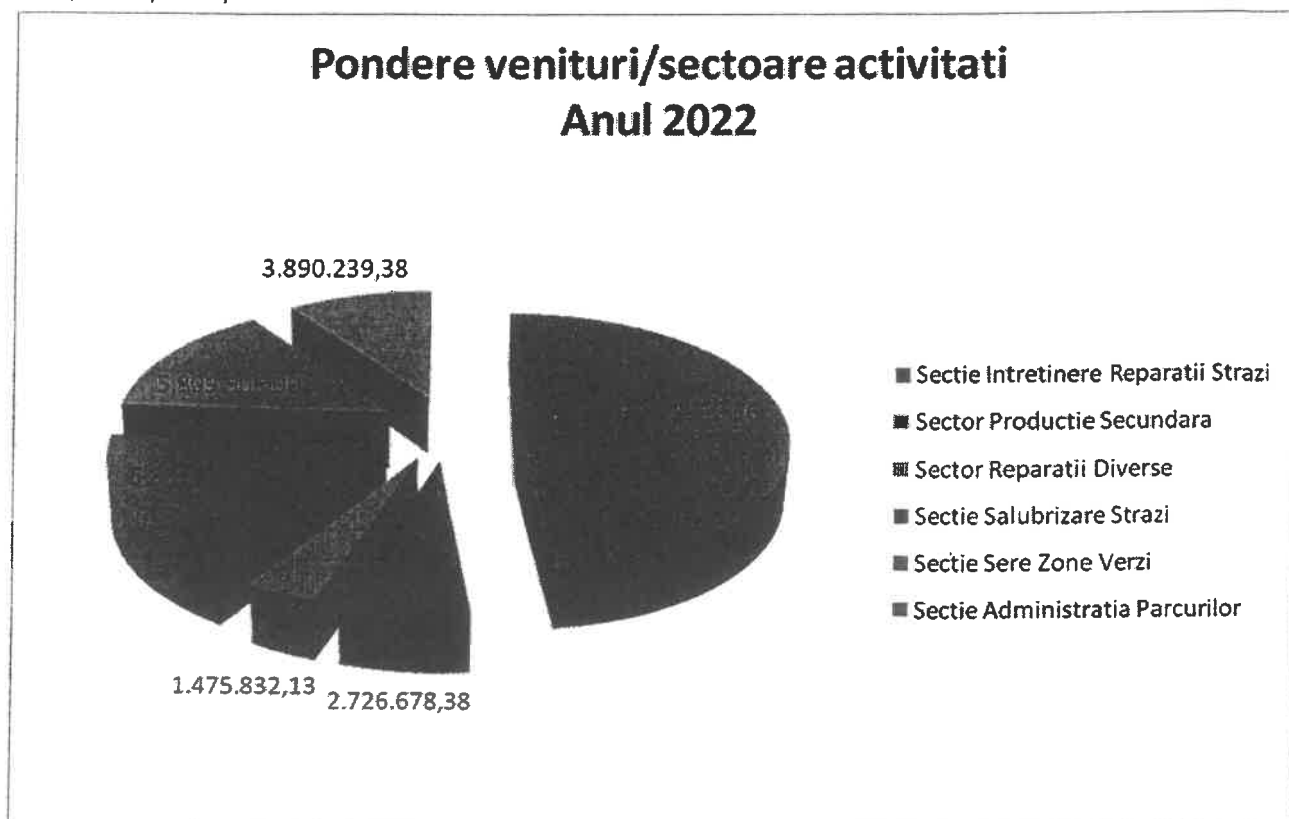 Pondere venituri/sectoare activitati
Anul 2022
3.890.239,38
1.475.832,13
2.726.678,38
Sectie Intretinere Reparatii Strazi
Sector Productie Secundara
Sector Reparatii Diverse
Sectie Salubrizare Strazi
Sectie Sere Zone Verzi
Sectie Administratia Parcurilor